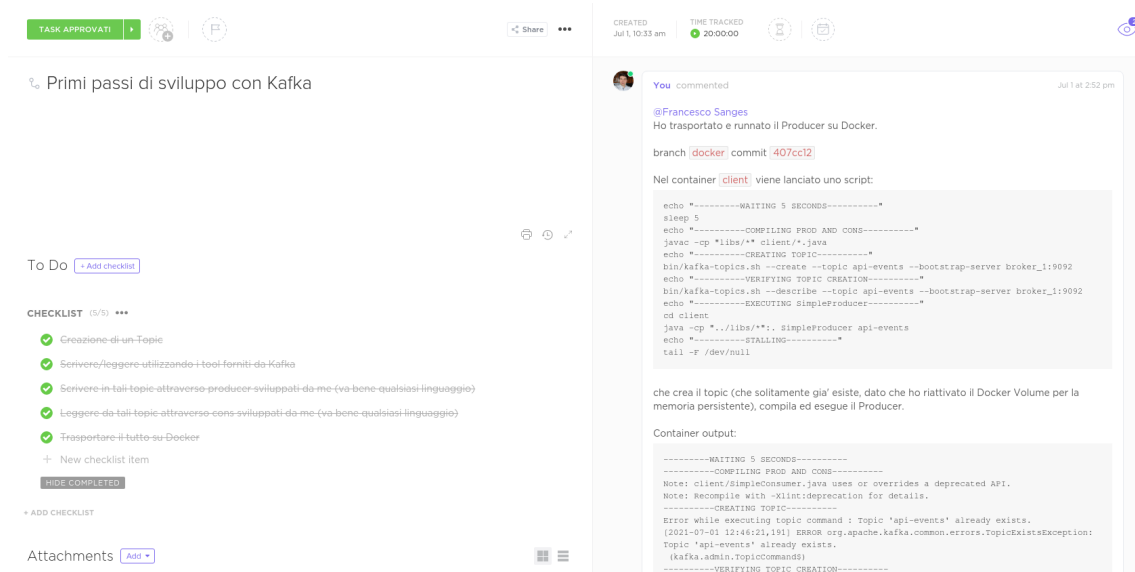 TASK APPROVATI
Share
CREATED
Jul 1, 10:33 am
TIME TRACKED
20:00:00
Primi passi di sviluppo con Kafka
To Do
+ Add checklist
CHECKLIST (5/5)
Creazione di un Topic
Scrivere/leggere utilizzando i tool forniti da Kafka
Scrivere in tali topic attraverso producer sviluppati da me (va bene qualsiasi linguaggio)
Leggere da tali topic attraverso cons sviluppati da me (va bene qualsiasi linguaggio)
Trasportare il tutto su Docker
New checklist item
HIDE COMPLETED
+ ADD CHECKLIST
Attachments
Add
You commented
Jul 1 at 2:52 pm
@Francesco Sanges
Ho trasportato e runnato il Producer su Docker.
branch docker commit 407cc12
Nel container client viene lanciato uno script:
echo "---------WAITING 5 SECONDS----------"
sleep 5
echo "----------COMPILING PROD AND CONS----------"
javac -cp "libs/*" client/*.java
echo "----------CREATING TOPIC----------"
bin/kafka-topics.sh --create --topic api-events --bootstrap-server broker_1:9092
echo "----------VERIFYING TOPIC CREATION----------"
bin/kafka-topics.sh --describe --topic api-events --bootstrap-server broker_1:9092
echo "----------EXECUTING SimpleProducer----------"
cd client
java -cp "../libs/*":. SimpleProducer api-events
echo "----------STALLING----------"
tail -F /dev/null
che crea il topic (che solitamente gia' esiste, dato che ho riattivato il Docker Volume per la
memoria persistente), compila ed esegue il Producer.
Container output:
---------WAITING 5 SECONDS----------
----------COMPILING PROD AND CONS----------
Note: client/SimpleConsumer.java uses or overrides a deprecated API.
Note: Recompile with -Xlint:deprecation for details.
----------CREATING TOPIC----------
Error while executing topic command : Topic 'api-events' already exists.
[2021-07-01 12:46:21,191] ERROR org.apache.kafka.common.errors.TopicExistsException:
Topic 'api-events' already exists.
(kafka.admin.TopicCommand$)
----------VERIFYING TOPIC CREATION----------